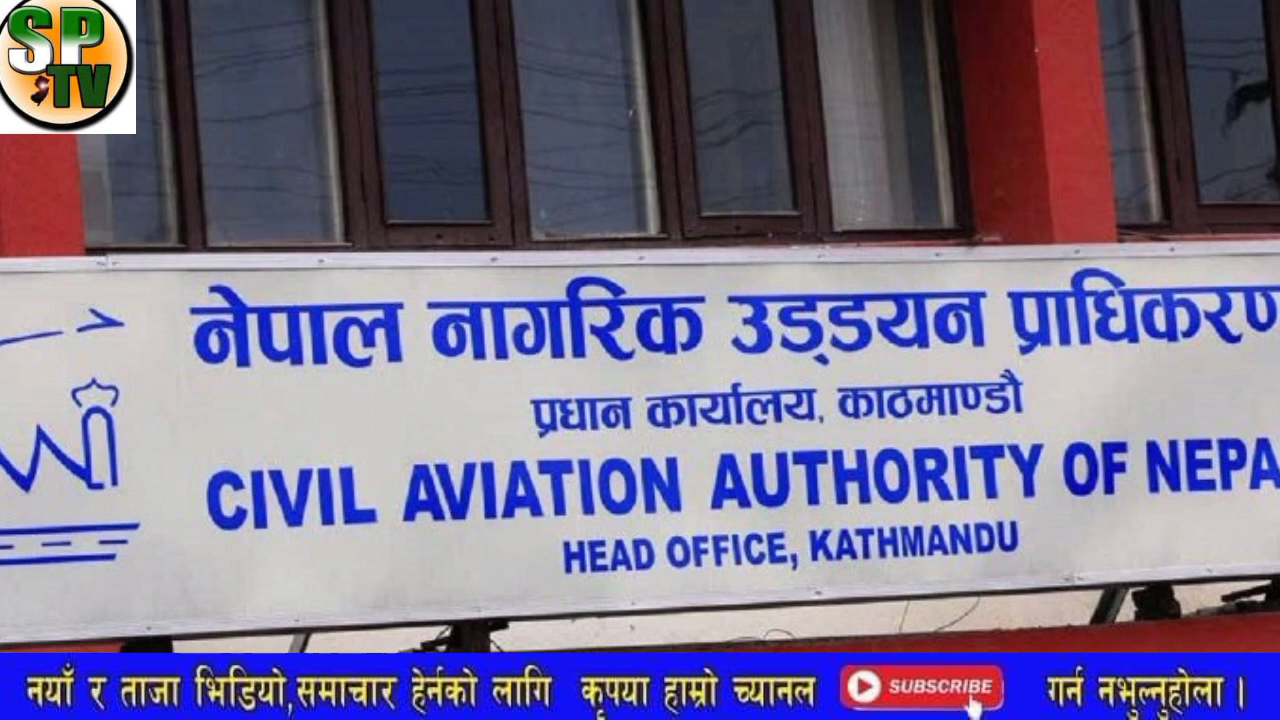 SP
TV
नेपाल नागरिक उड्डयन प्राधिकरण
प्रधान कार्यालय, काठमाण्डौ
CIVIL AVIATION AUTHORITY OF NEPA
HEAD OFFICE, KATHMANDU
नयाँ र ताजा भिडियो,समाचार हेर्नको लागि कृपया हाम्रो च्यानल SUBSCRIBE गर्न नभुल्नुहोला ।